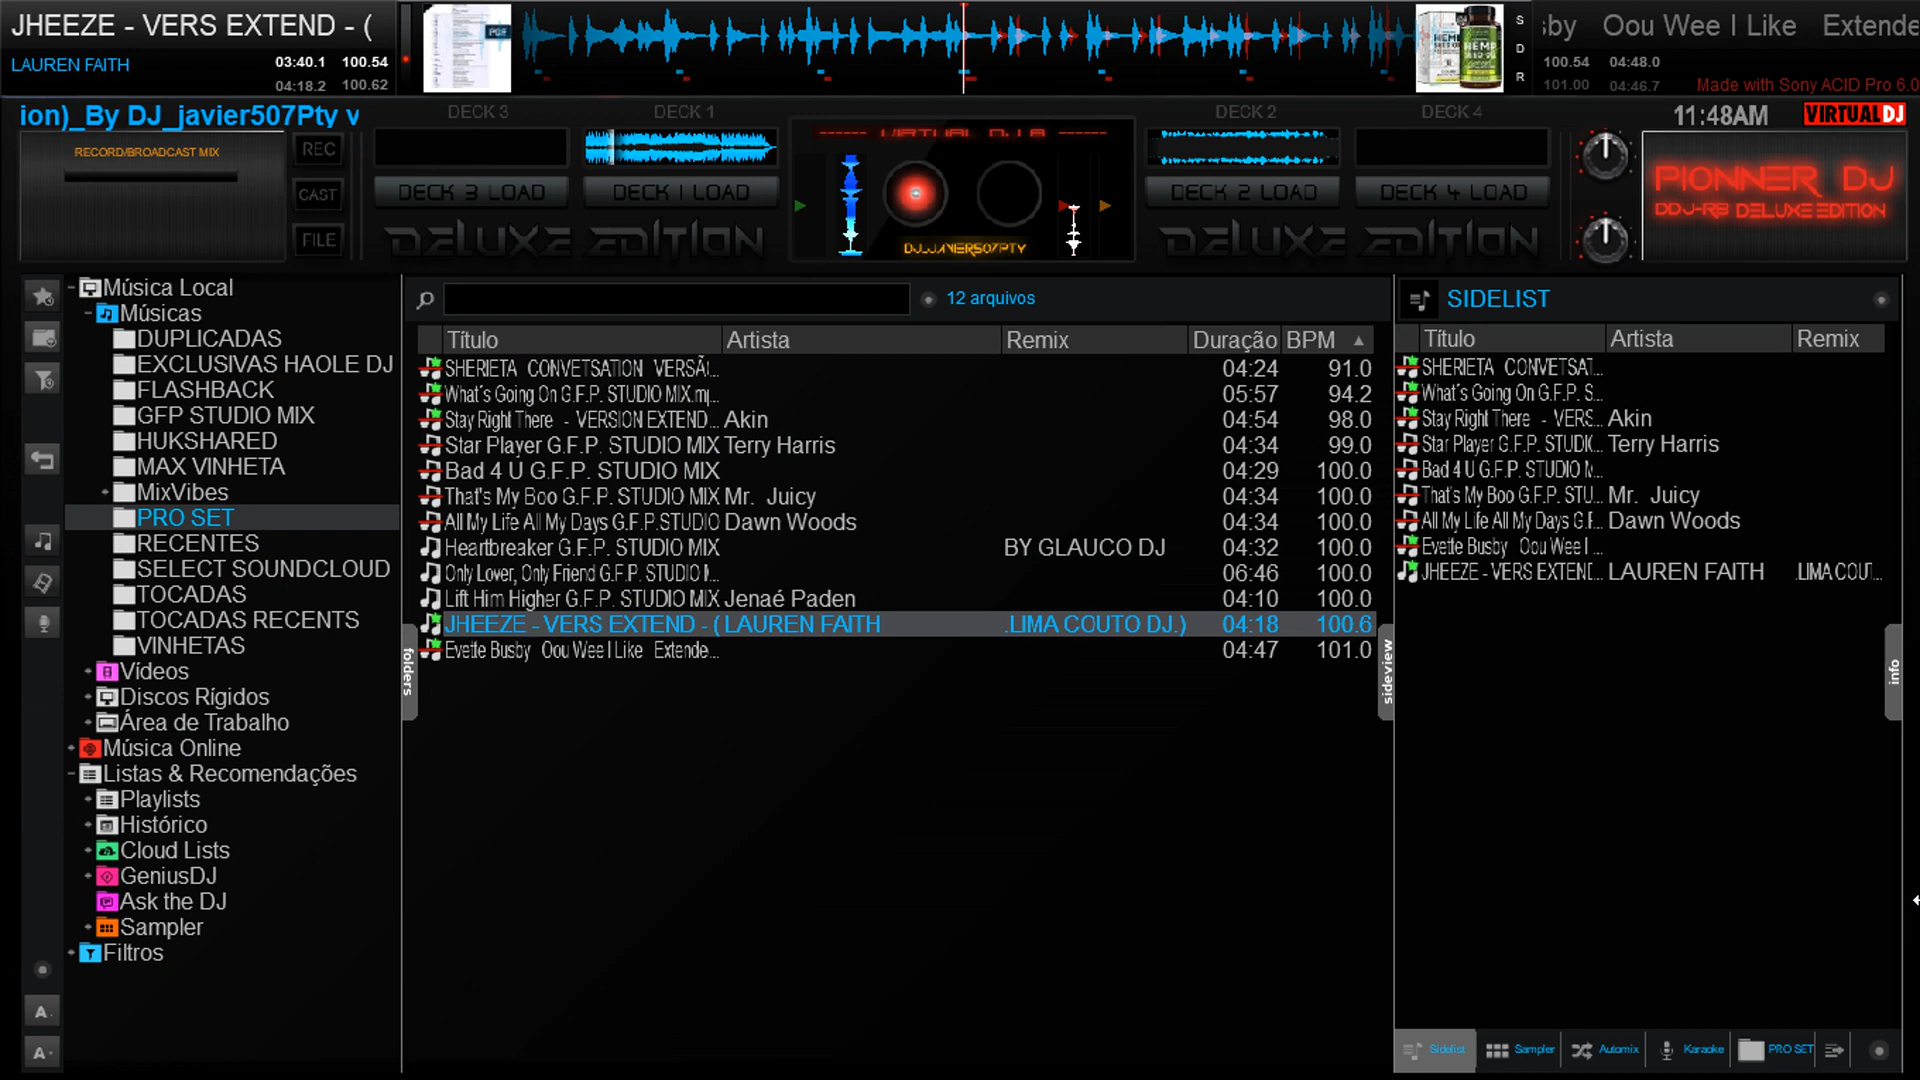 JHEEZE - VERS EXTEND - (
LAUREN FAITH
03:40.1 100.54
04:18.2 100.62
PDF
HEMP
HEMP
S
D
R
sby Oou Wee I Like Extende
100.54 04:48.0
101.00 04:46.7
Made with Sony ACID Pro 6.0
ion)_By DJ_javier507Pty v
DECK 3
DECK 1
DECK 2
DECK 4
11:48AM
VIRTUAL DJ
RECORD/BROADCAST MIX
REC
CAST
FILE
DECK 3 LOAD
DECK 1 LOAD
VIRTUAL DJ 8
DJ_JAVIER507PTY
DECK 2 LOAD
DECK 4 LOAD
DELUXE EDITION
DELUXE EDITION
PIONNER DJ
DDJ-RB DELUXE EDITION
Música Local
Músicas
DUPLICADAS
EXCLUSIVAS HAOLE DJ
FLASHBACK
GFP STUDIO MIX
HUKSHARED
MAX VINHETA
MixVibes
PRO SET
RECENTES
SELECT SOUNDCLOUD
TOCADAS
TOCADAS RECENTS
VINHETAS
Vídeos
Discos Rígidos
Área de Trabalho
Música Online
Listas & Recomendações
Playlists
Histórico
Cloud Lists
GeniusDJ
Ask the DJ
Sampler
Filtros
A
A
folders
12 arquivos
Título Artista Remix Duração BPM
SHERIETA CONVETSATION VERSÃ... 04:24 91.0
What´s Going On G.F.P. STUDIO MIX.mp... 05:57 94.2
Stay Right There - VERSION EXTEND... Akin 04:54 98.0
Star Player G.F.P. STUDIO MIX Terry Harris 04:34 99.0
Bad 4 U G.F.P. STUDIO MIX 04:29 100.0
That's My Boo G.F.P. STUDIO MIX Mr. Juicy 04:34 100.0
All My Life All My Days G.F.P.STUDIO Dawn Woods 04:34 100.0
Heartbreaker G.F.P. STUDIO MIX BY GLAUCO DJ 04:32 100.0
Only Lover, Only Friend G.F.P. STUDIO M... 06:46 100.0
Lift Him Higher G.F.P. STUDIO MIX Jenaé Paden 04:10 100.0
JHEEZE - VERS EXTEND - ( LAUREN FAITH .LIMA COUTO DJ.) 04:18 100.6
Evette Busby Oou Wee I Like Extende... 04:47 101.0
sideview
SIDELIST
Título Artista Remix
SHERIETA CONVETSAT...
What´s Going On G.F.P. S...
Stay Right There - VERS... Akin
Star Player G.F.P. STUDIO... Terry Harris
Bad 4 U G.F.P. STUDIO M...
That's My Boo G.F.P. STU... Mr. Juicy
All My Life All My Days G.F... Dawn Woods
Evette Busby Oou Wee I ...
JHEEZE - VERS EXTEND... LAUREN FAITH .LIMA COUT...
info
Sidelist
Sampler
Automix
Karaoke
PRO SET